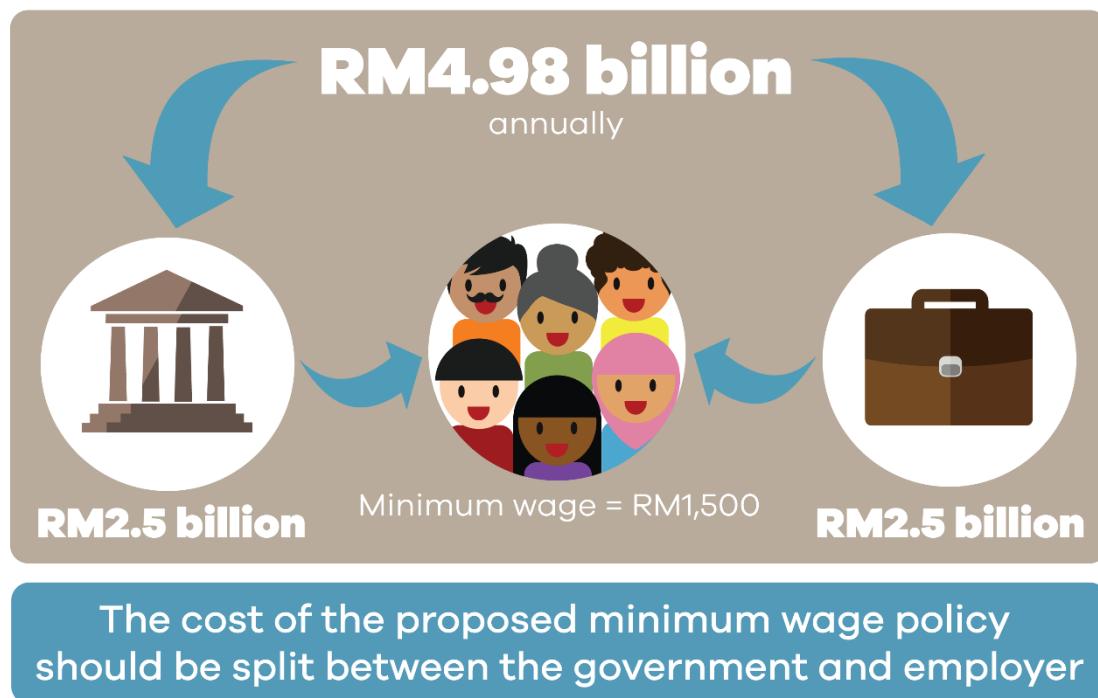 RM4.98 billion
annually
RM2.5 billion
Minimum wage = RM1,500
RM2.5 billion
The cost of the proposed minimum wage policy
should be split between the government and employer